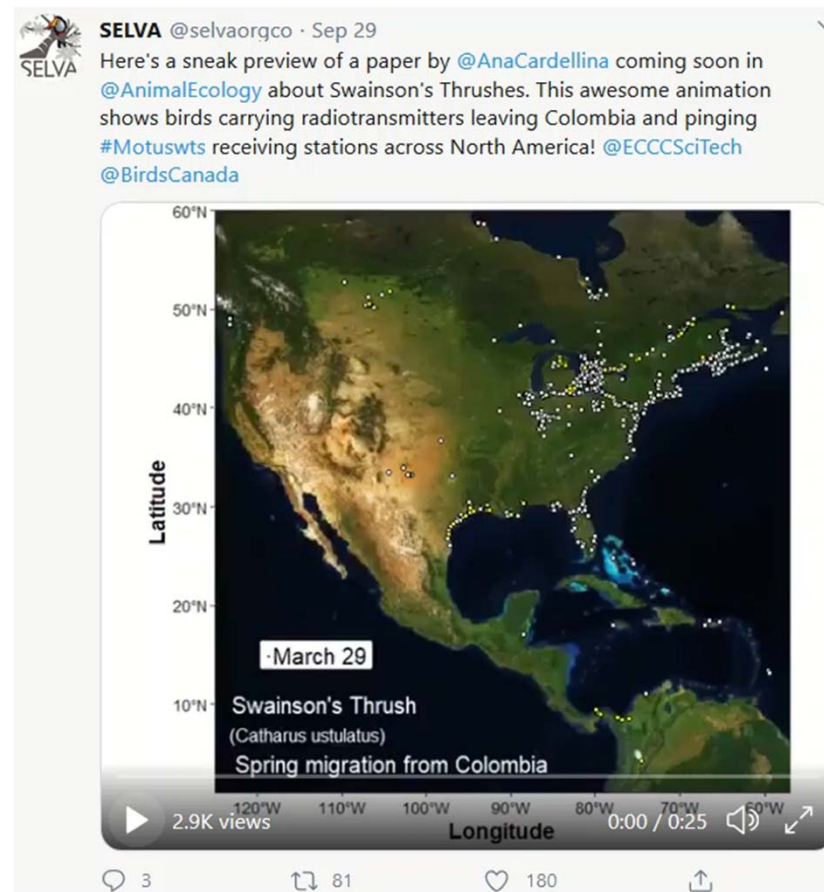 SELVA @selvaorgco · Sep 29
SELVA
Here's a sneak preview of a paper by @AnaCardellina coming soon in
@AnimalEcology about Swainson's Thrushes. This awesome animation
shows birds carrying radiotransmitters leaving Colombia and pinging
#Motuswts receiving stations across North America! @ECCCSciTech
@BirdsCanada
60°N
50°N
40°N
Latitude
30°N
20°N
·March 29
10°N
Swainson's Thrush
(Catharus ustulatus)
Spring migration from Colombia
120°W 110°W 100°W 90°W 80°W 70°W 60°W
2.9K views 0:00 / 0:25
Longitude
3 81 180